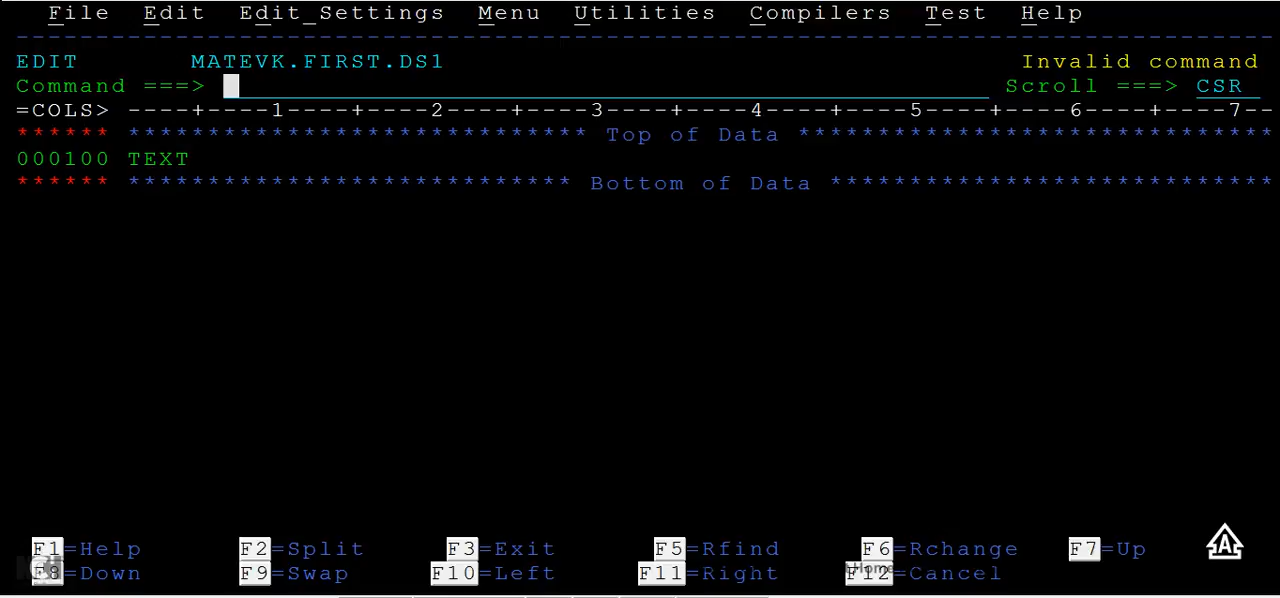 File Edit Edit_Settings Menu Utilities Compilers Test Help
--------------------------------------------------------------------------------
EDIT MATEVK.FIRST.DS1 Invalid command
Command ===> Scroll ===> CSR
=COLS> ----+----1----+----2----+----3----+----4----+----5----+----6----+----7--
****** ***************************** Top of Data ******************************
000100 TEXT
****** **************************** Bottom of Data ****************************
F1=Help F2=Split F3=Exit F5=Rfind F6=Rchange F7=Up
F8=Down F9=Swap F10=Left F11=Right F12=Cancel
Home
A